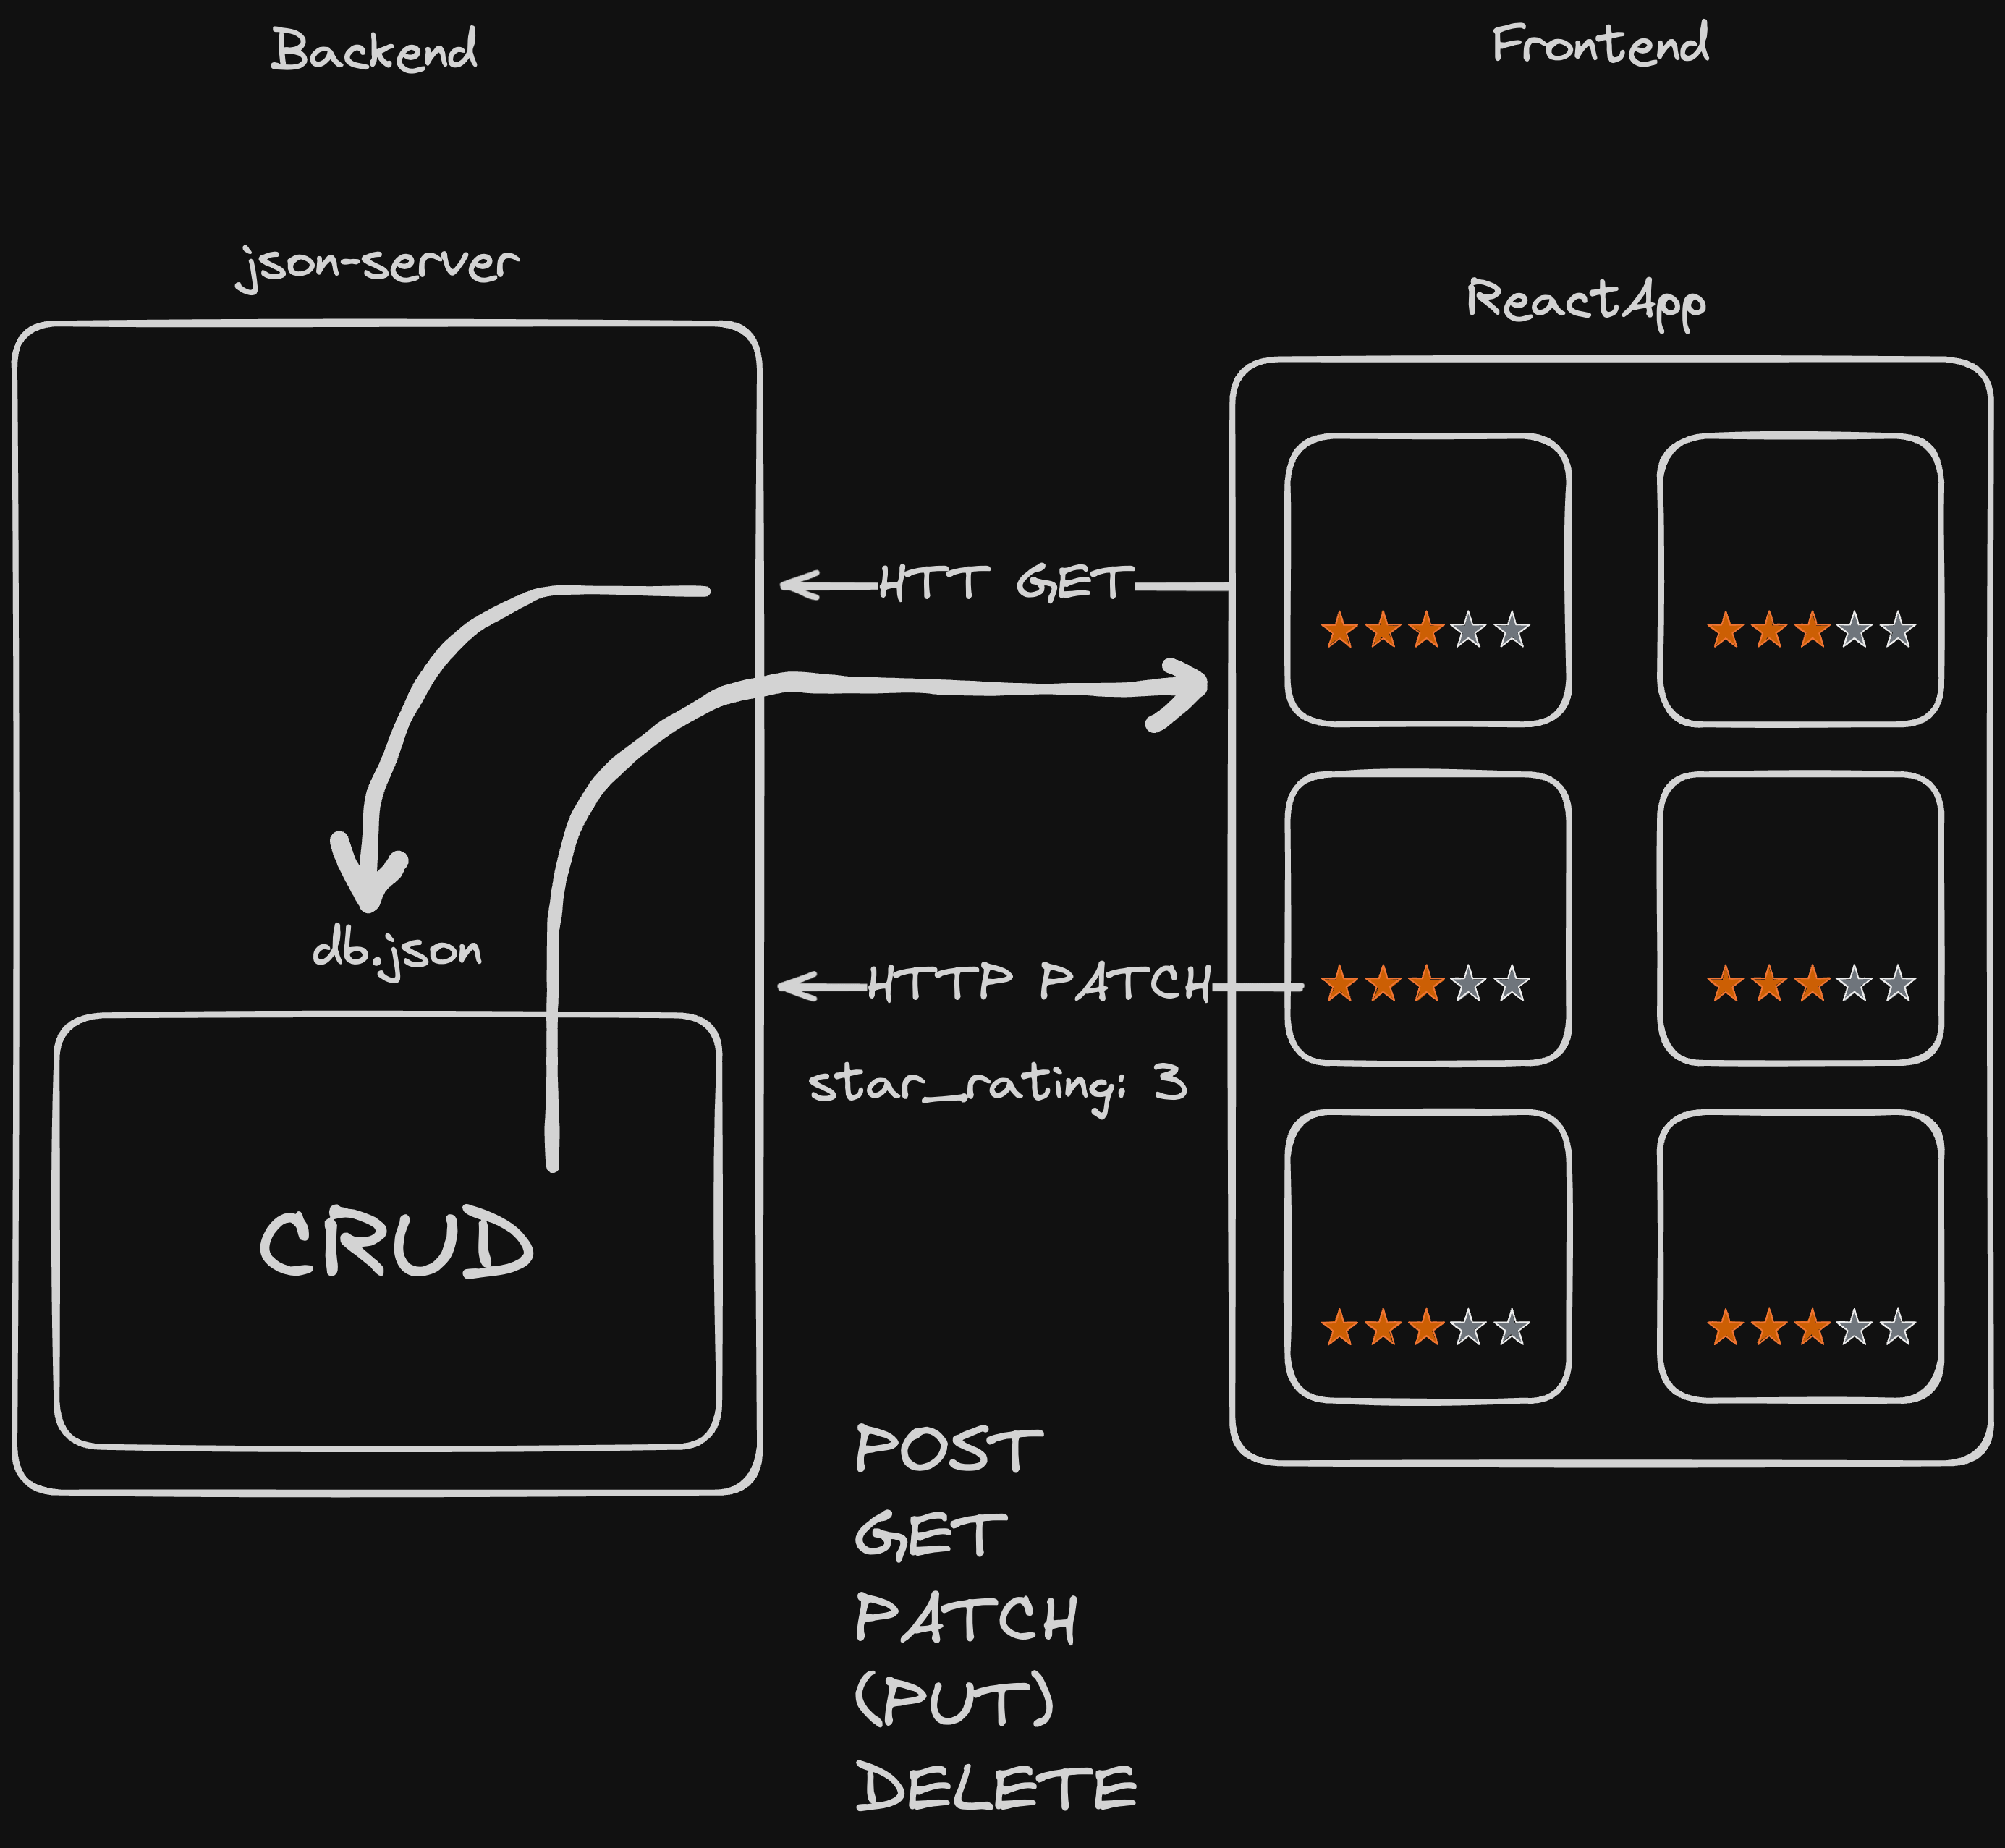 Backend
Frontend
json-server
ReactApp
HTT GET
db.json
HTTP PATCH
star_rating: 3
CRUD
POST
GET
PATCH
(PUT)
DELETE